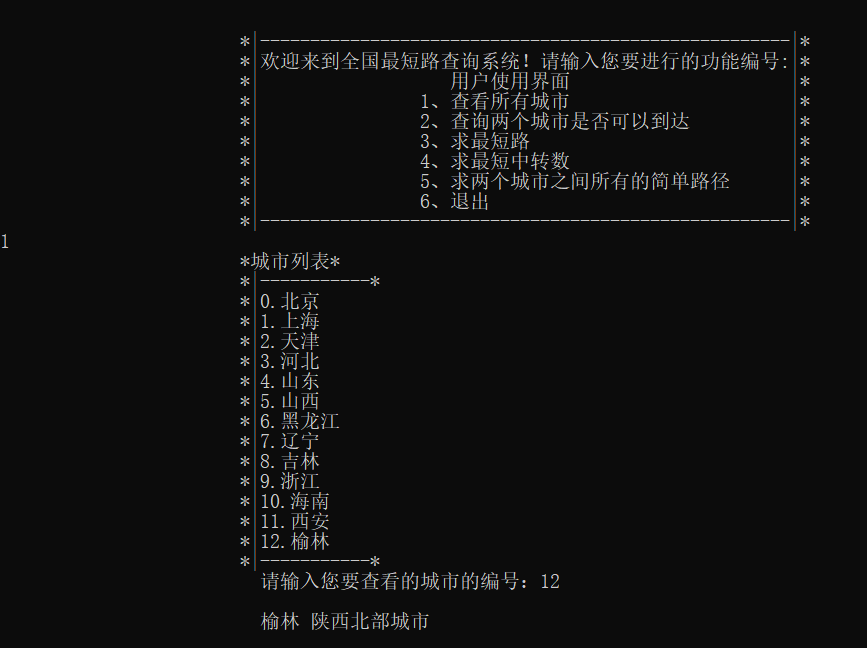 *|-----------------------------------------------------|*
*|欢迎来到全国最短路查询系统！请输入您要进行的功能编号:|*
*|用户使用界面|*
*|1、查看所有城市|*
*|2、查询两个城市是否可以到达|*
*|3、求最短路|*
*|4、求最短中转数|*
*|5、求两个城市之间所有的简单路径|*
*|6、退出|*
*|-----------------------------------------------------|*
1
*城市列表*
*|-----------*
*|0.北京
*|1.上海
*|2.天津
*|3.河北
*|4.山东
*|5.山西
*|6.黑龙江
*|7.辽宁
*|8.吉林
*|9.浙江
*|10.海南
*|11.西安
*|12.榆林
*|-----------*
请输入您要查看的城市的编号：12
榆林 陕西北部城市